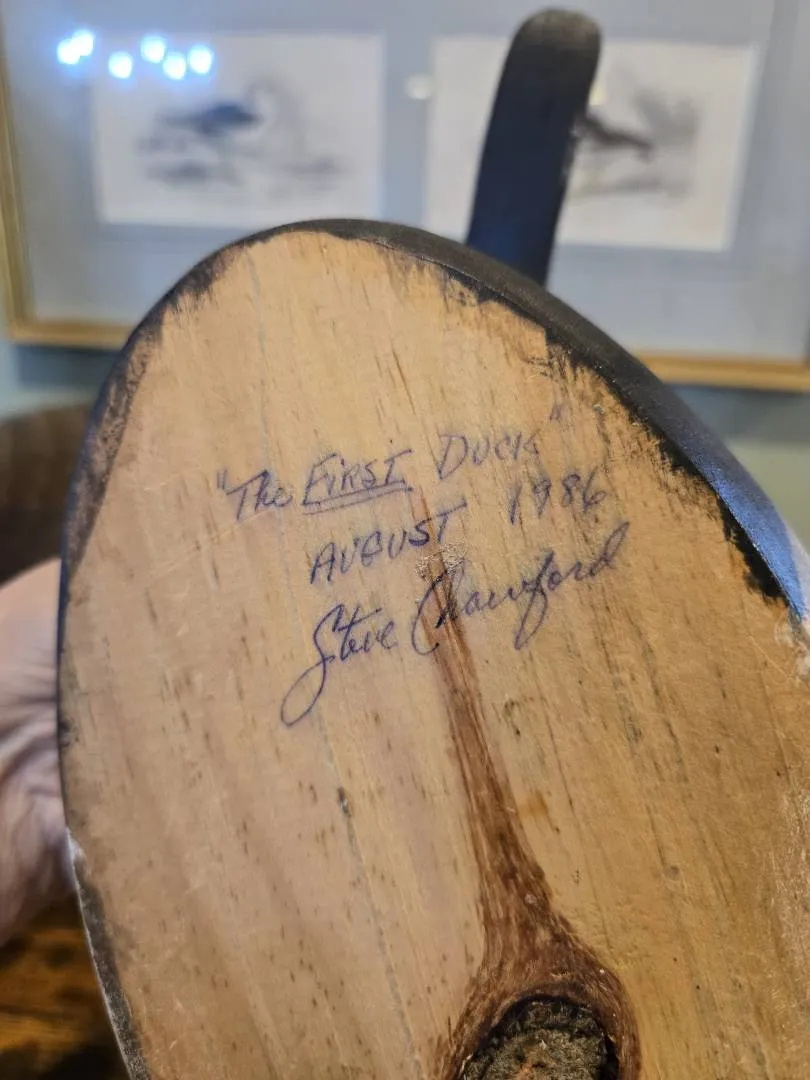 "The FIRST DUCK"
AUGUST 1986
Steve Crawford